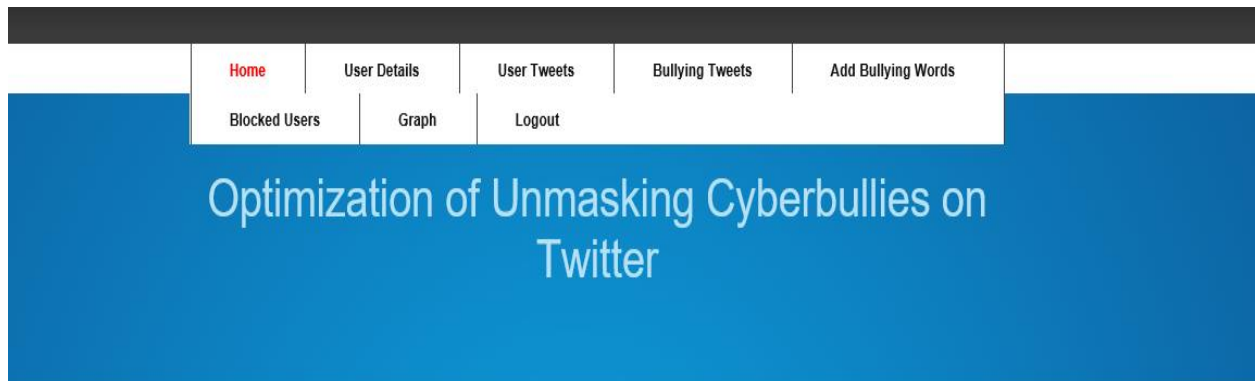 Home User Details User Tweets Bullying Tweets Add Bullying Words
Blocked Users Graph Logout
Optimization of Unmasking Cyberbullies on
Twitter